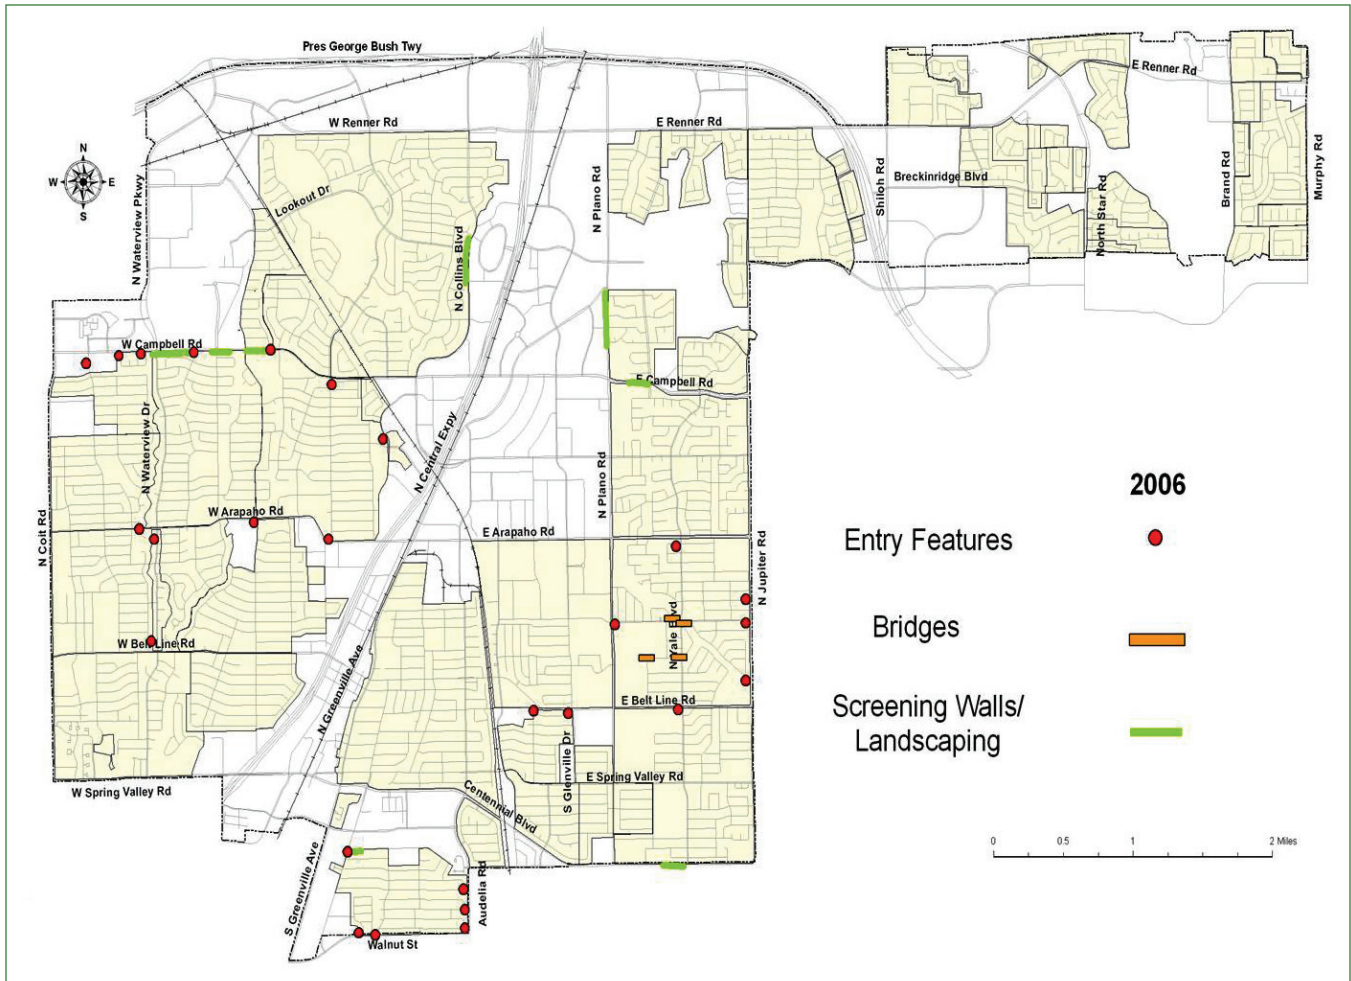 Pres George Bush Twy
E Renner Rd
W Renner Rd
E Renner Rd
N
W
E
S
N Waterview Pkwy
Lookout Dr
N Collins Blvd
N Plano Rd
Shiloh Rd
Breckinridge Blvd
North Star Rd
Brand Rd
Murphy Rd
W Campbell Rd
E Campbell Rd
N Waterview Dr
N Central Expy
N Plano Rd
W Arapaho Rd
E Arapaho Rd
N Coit Rd
N Jupiter Rd
2006
Entry Features
Bridges
Screening Walls/
Landscaping
N Yale Blvd
W Belt Line Rd
N Greenville Ave
E Belt Line Rd
S Glenville Dr
E Spring Valley Rd
W Spring Valley Rd
Centennial Blvd
S Greenville Ave
Audelia Rd
Walnut St
0 0.5 1 2 Miles